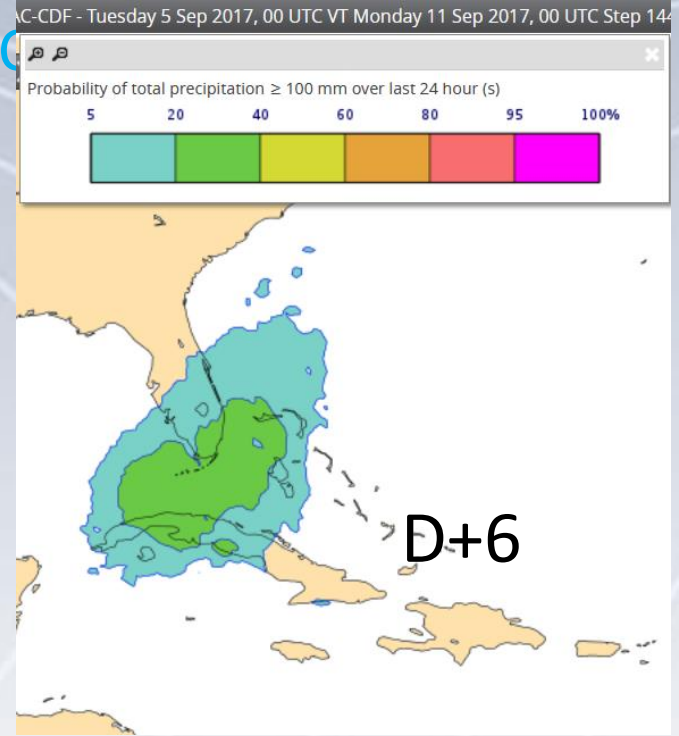 AC-CDF - Tuesday 5 Sep 2017, 00 UTC VT Monday 11 Sep 2017, 00 UTC Step 144
Probability of total precipitation ≥ 100 mm over last 24 hour (s)
5 20 40 60 80 95 100%
D+6